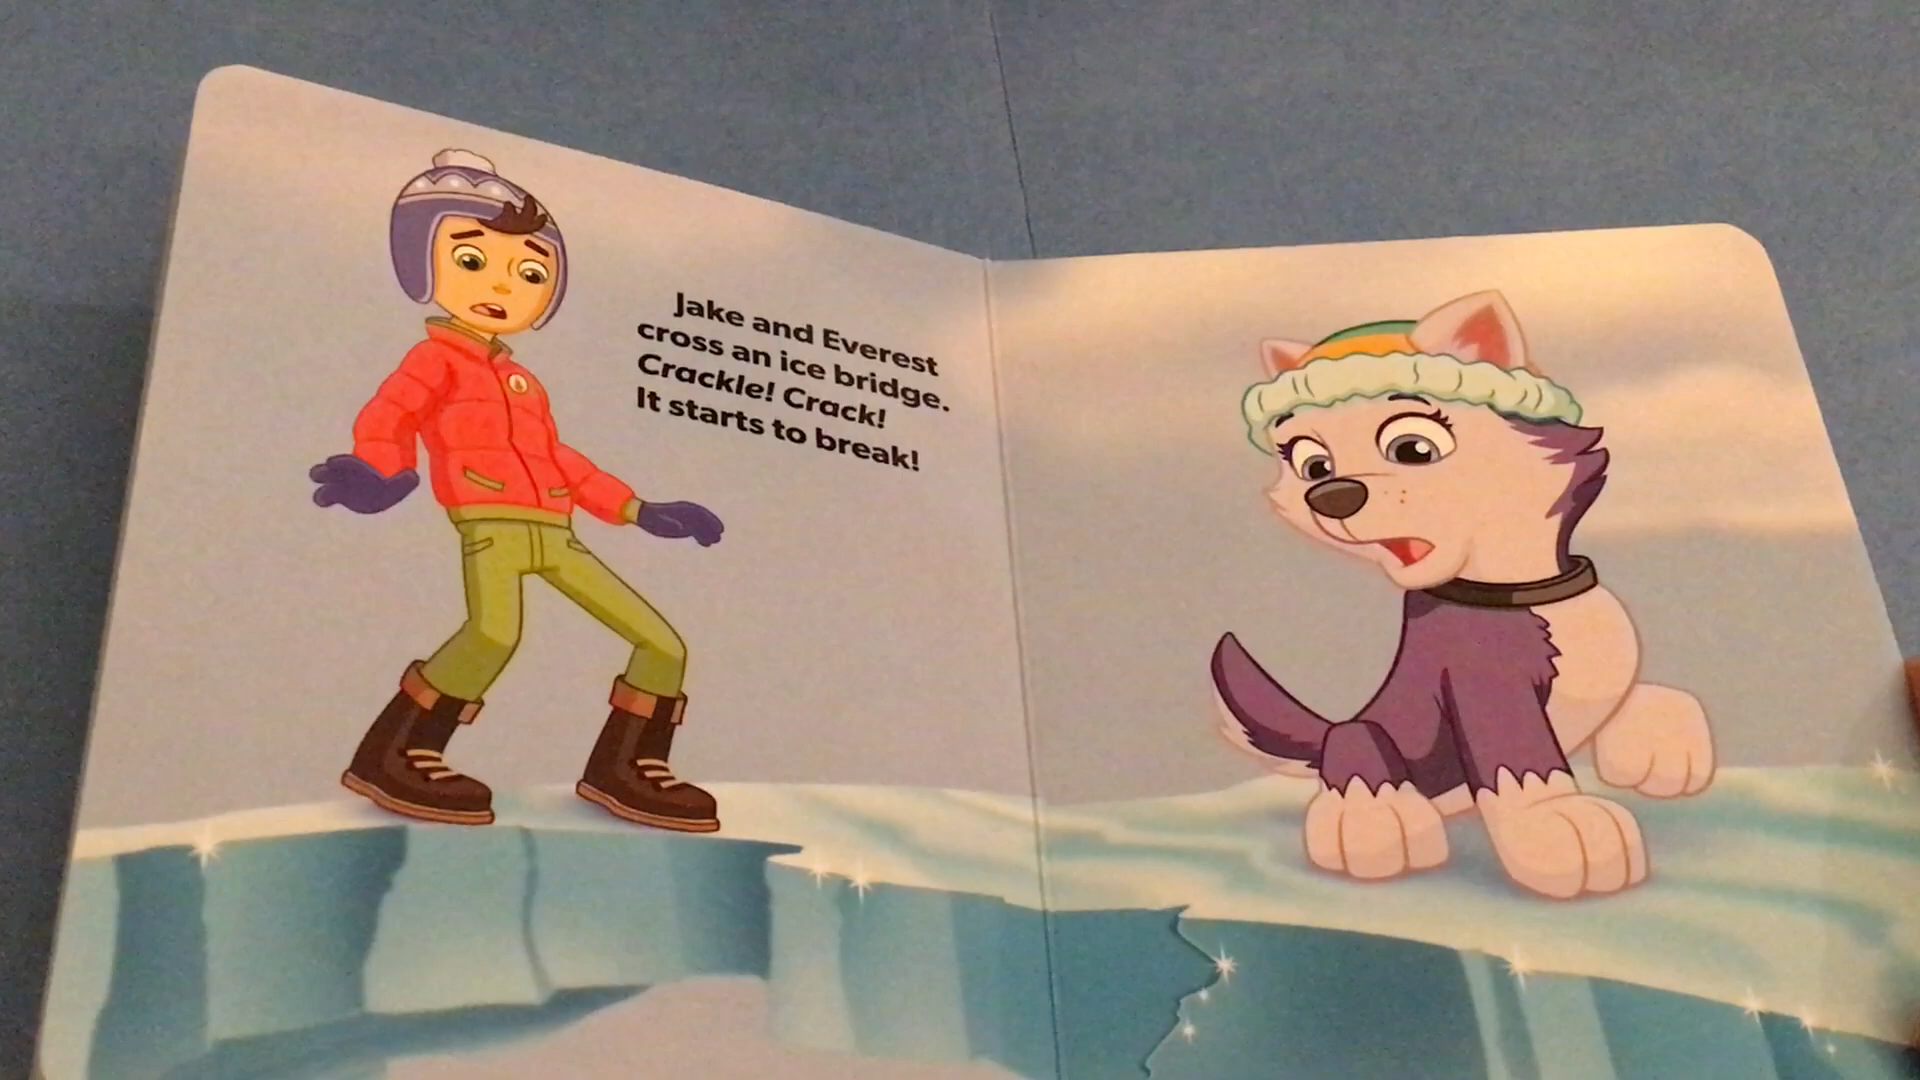 Jake and Everest
cross an ice bridge.
Crackle! Crack!
It starts to break!